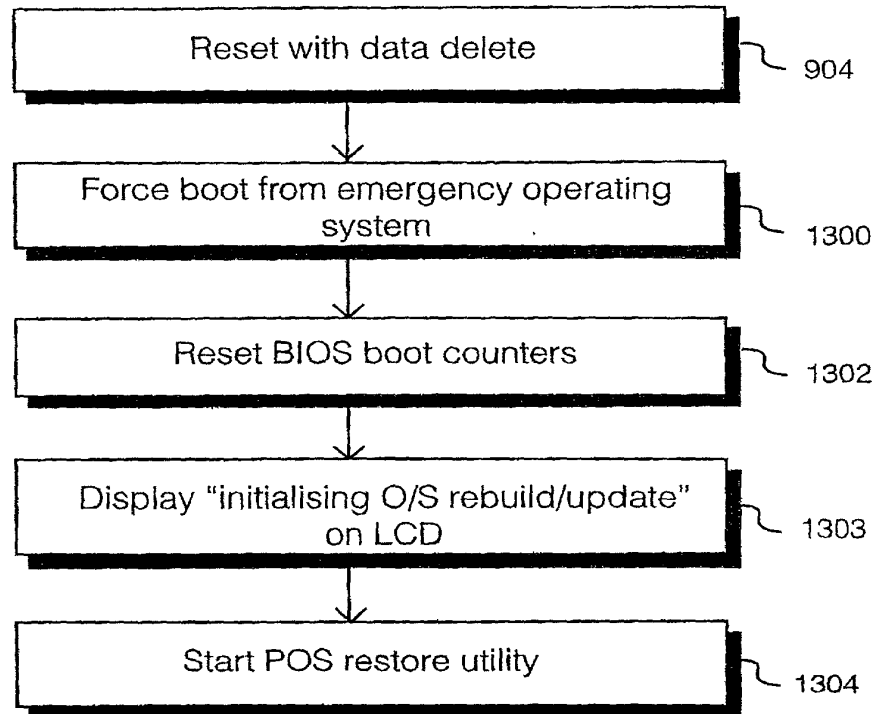 Reset with data delete
904
Force boot from emergency operating
system
1300
Reset BIOS boot counters
1302
Display “initialising O/S rebuild/update”
on LCD
1303
Start POS restore utility
1304